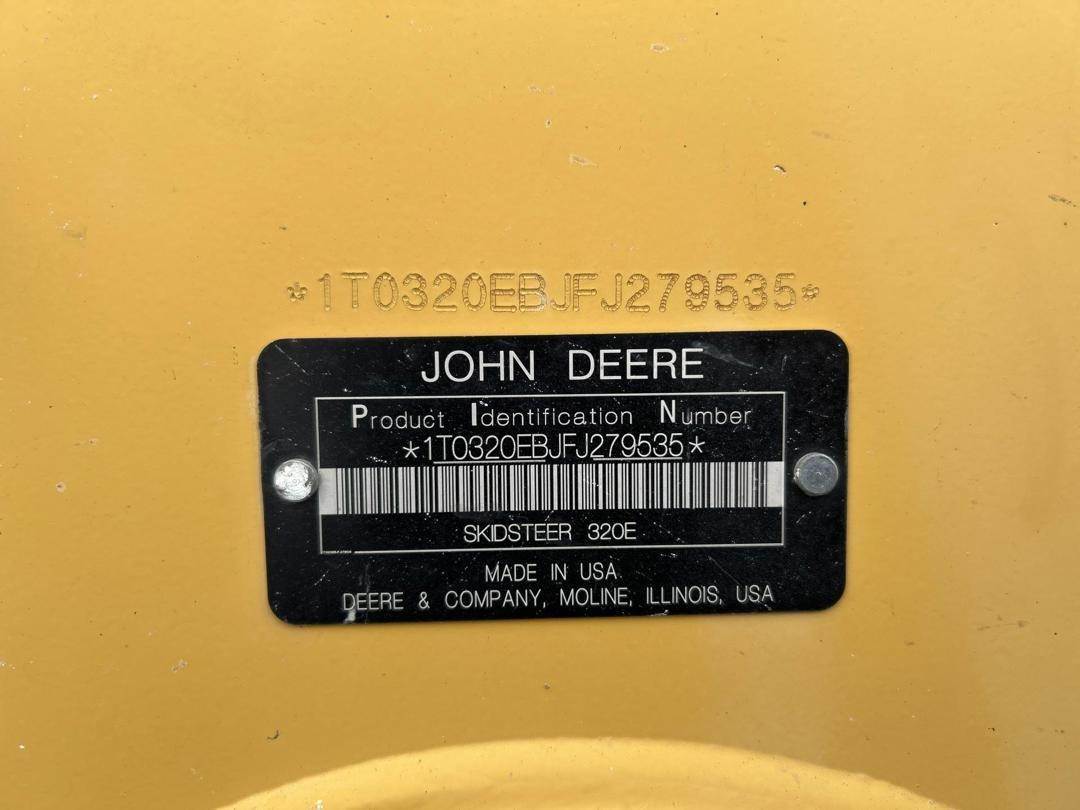 *1T0320EBJFJ279535*
JOHN DEERE
Product Identification Number
*1T0320EBJFJ279535*
SKIDSTEER 320E
MADE IN USA
DEERE & COMPANY, MOLINE, ILLINOIS, USA